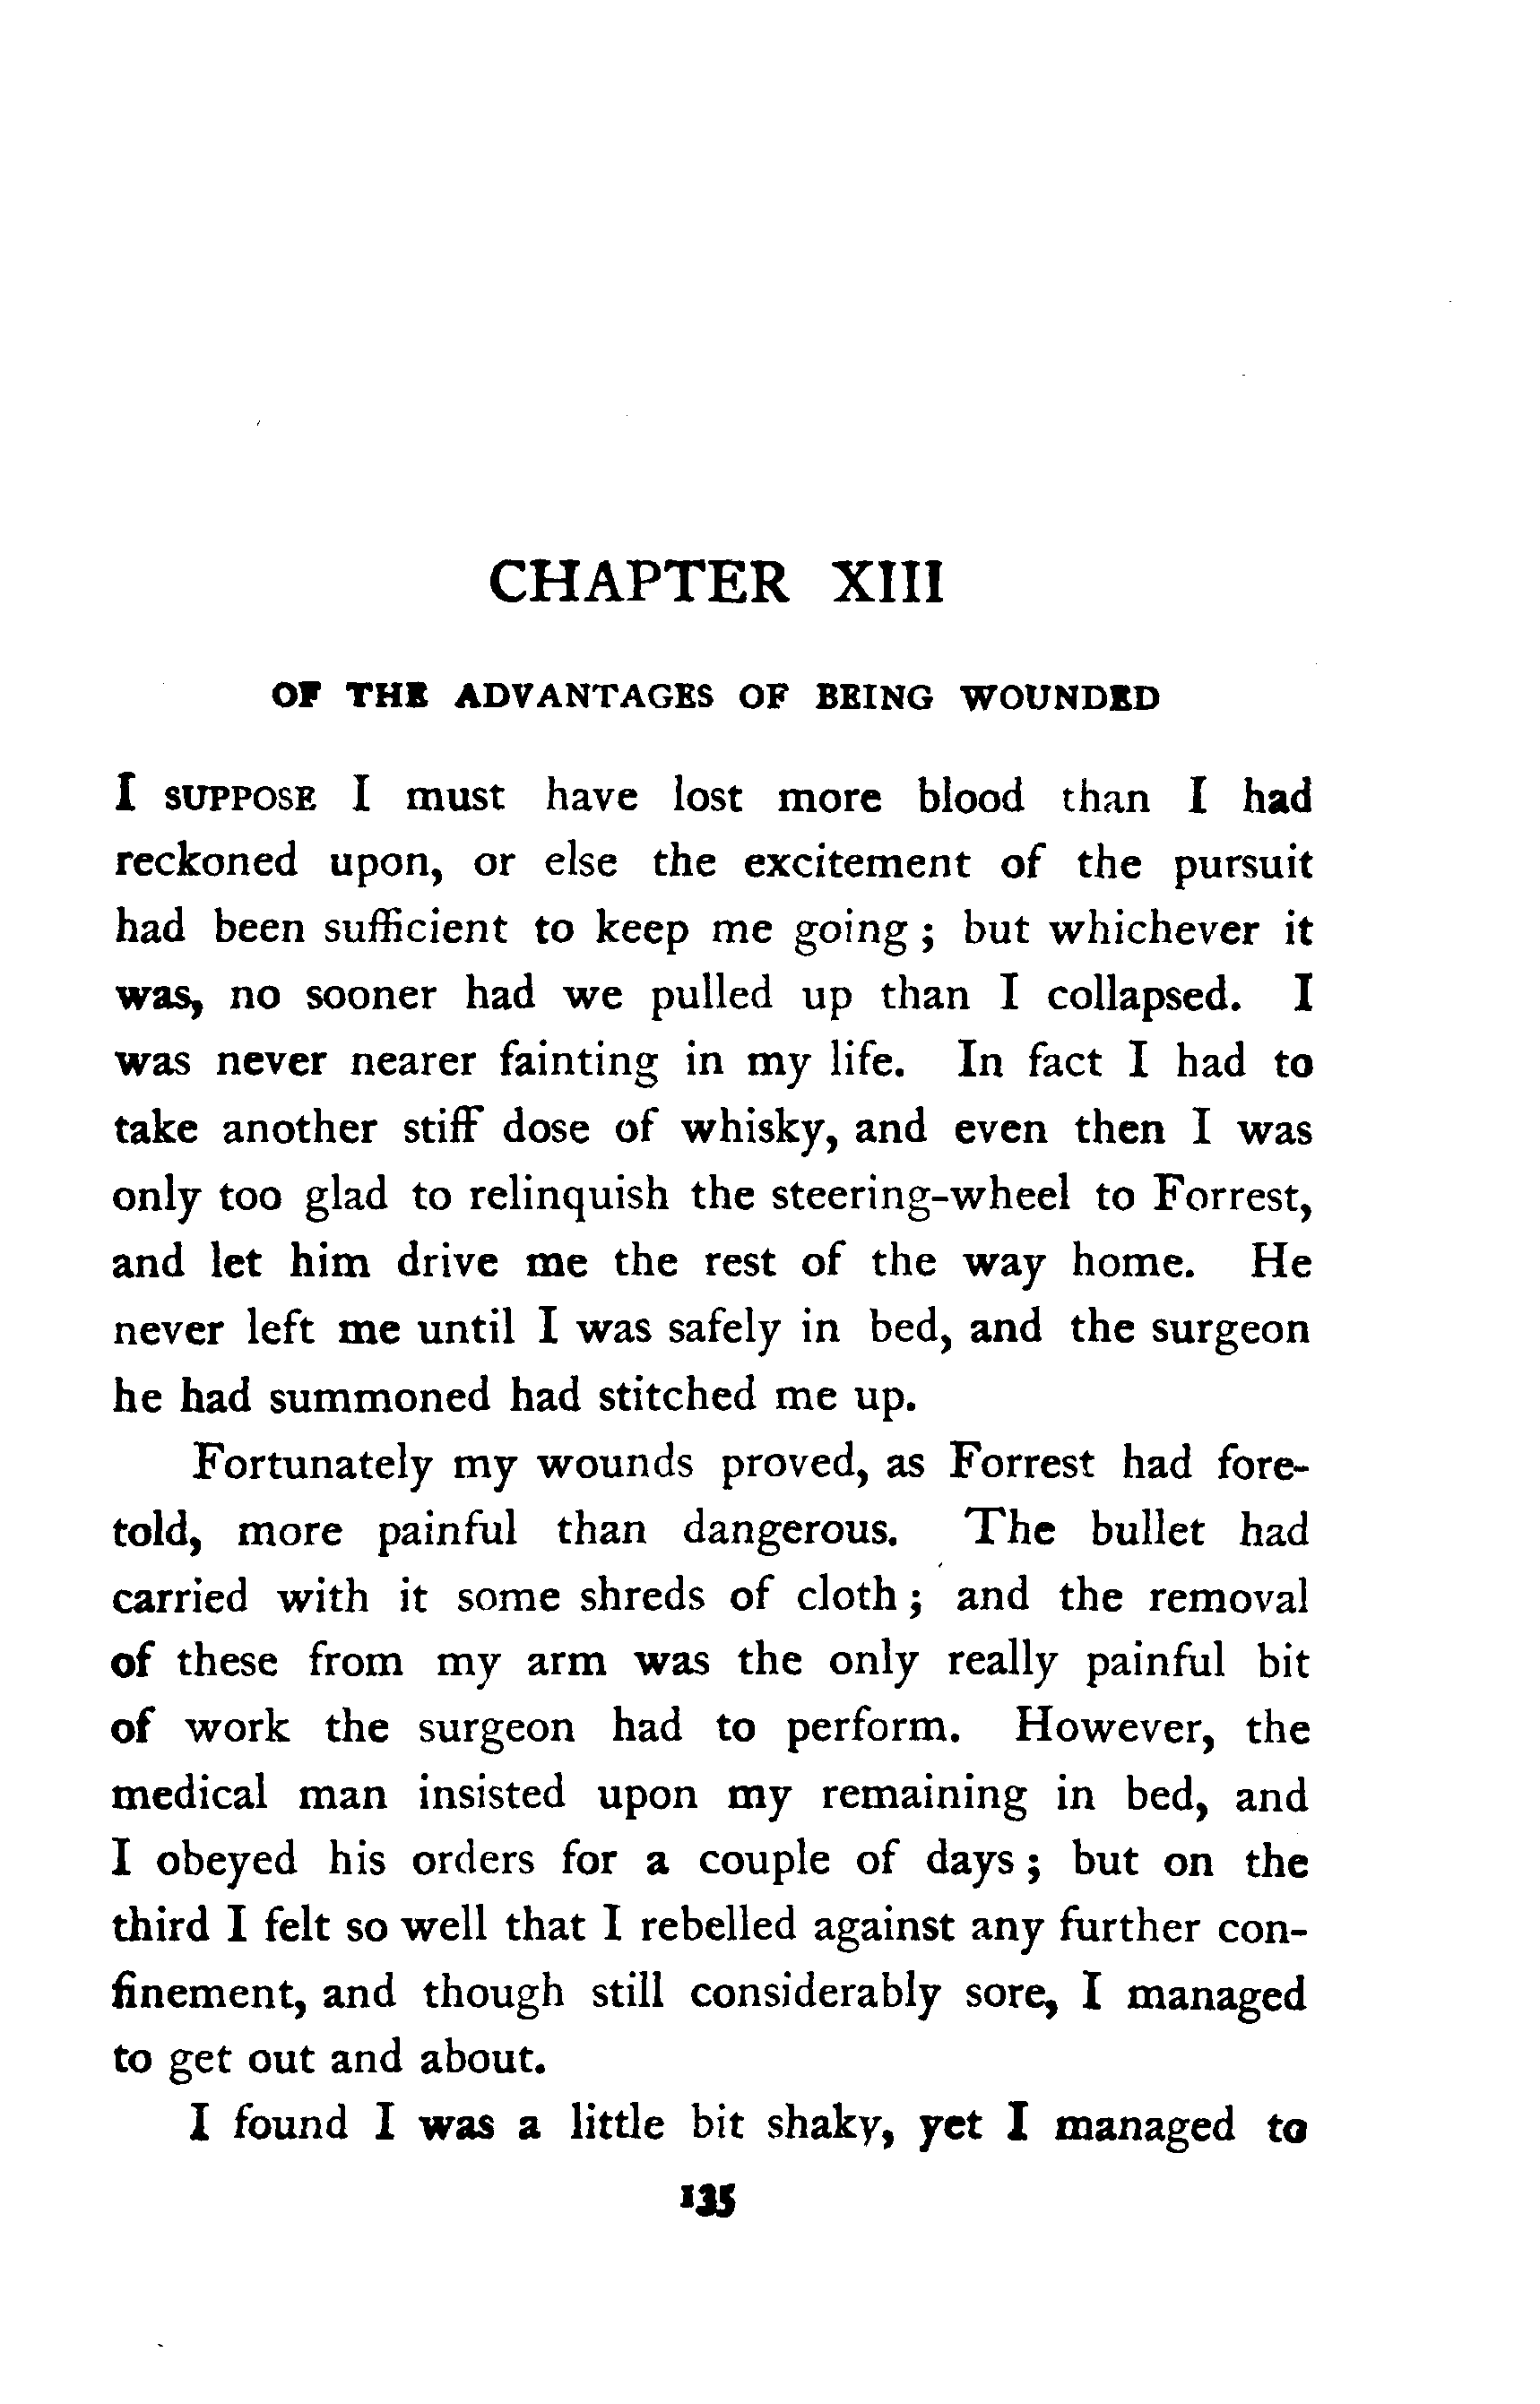 CHAPTER XIII
OF THE ADVANTAGES OF BEING WOUNDED
I SUPPOSE I must have lost more blood than I had
reckoned upon, or else the excitement of the pursuit
had been sufficient to keep me going ; but whichever it
was, no sooner had we pulled up than I collapsed. I
was never nearer fainting in my life. In fact I had to
take another stiff dose of whisky, and even then I was
only too glad to relinquish the steering-wheel to Forrest,
and let him drive me the rest of the way home. He
never left me until I was safely in bed, and the surgeon
he had summoned had stitched me up.
Fortunately my wounds proved, as Forrest had fore-
told, more painful than dangerous. The bullet had
carried with it some shreds of cloth ; and the removal
of these from my arm was the only really painful bit
of work the surgeon had to perform. However, the
medical man insisted upon my remaining in bed, and
I obeyed his orders for a couple of days ; but on the
third I felt so well that I rebelled against any further con-
finement, and though still considerably sore, I managed
to get out and about.
I found I was a little bit shaky, yet I managed to
135